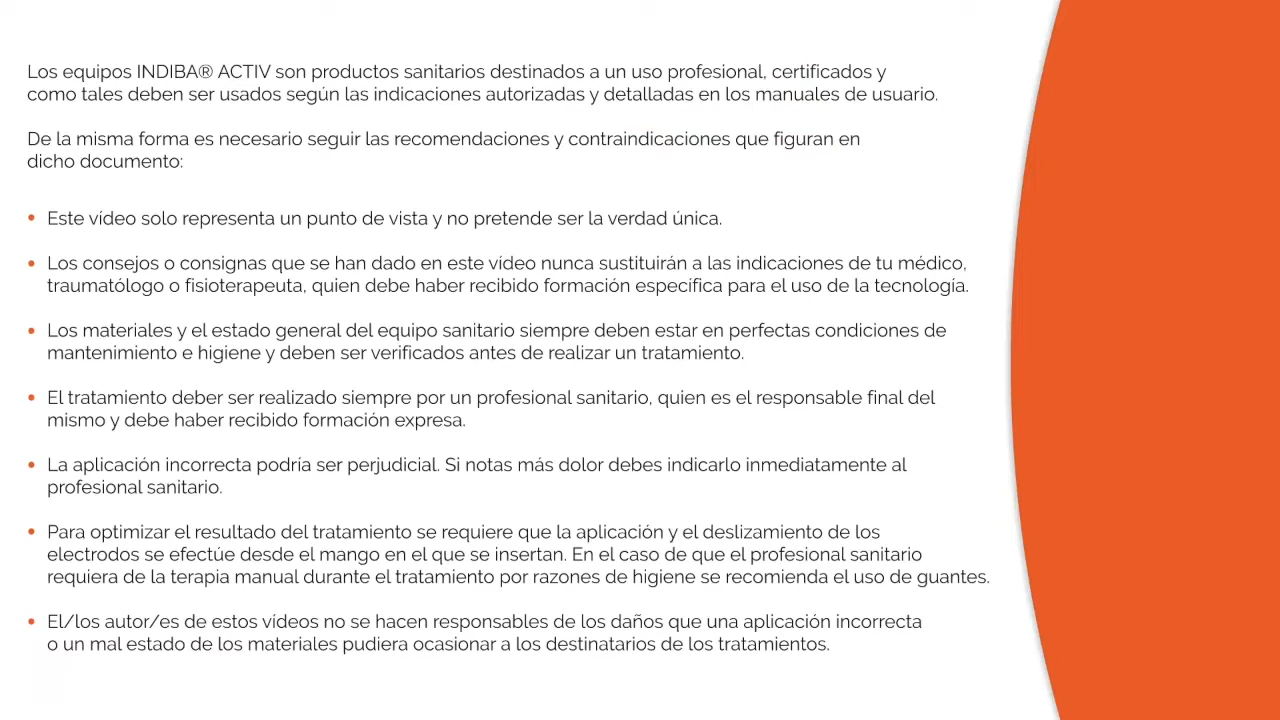 Los equipos INDIBA® ACTIV son productos sanitarios destinados a un uso profesional, certificados y
como tales deben ser usados según las indicaciones autorizadas y detalladas en los manuales de usuario.
De la misma forma es necesario seguir las recomendaciones y contraindicaciones que figuran en
dicho documento:
• Este vídeo solo representa un punto de vista y no pretende ser la verdad única.
• Los consejos o consignas que se han dado en este vídeo nunca sustituirán a las indicaciones de tu médico,
traumatólogo o fisioterapeuta, quien debe haber recibido formación específica para el uso de la tecnología.
• Los materiales y el estado general del equipo sanitario siempre deben estar en perfectas condiciones de
mantenimiento e higiene y deben ser verificados antes de realizar un tratamiento.
• El tratamiento deber ser realizado siempre por un profesional sanitario, quien es el responsable final del
mismo y debe haber recibido formación expresa.
• La aplicación incorrecta podría ser perjudicial. Si notas más dolor debes indicarlo inmediatamente al
profesional sanitario.
• Para optimizar el resultado del tratamiento se requiere que la aplicación y el deslizamiento de los
electrodos se efectúe desde el mango en el que se insertan. En el caso de que el profesional sanitario
requiera de la terapia manual durante el tratamiento por razones de higiene se recomienda el uso de guantes.
• El/los autor/es de estos vídeos no se hacen responsables de los daños que una aplicación incorrecta
o un mal estado de los materiales pudiera ocasionar a los destinatarios de los tratamientos.